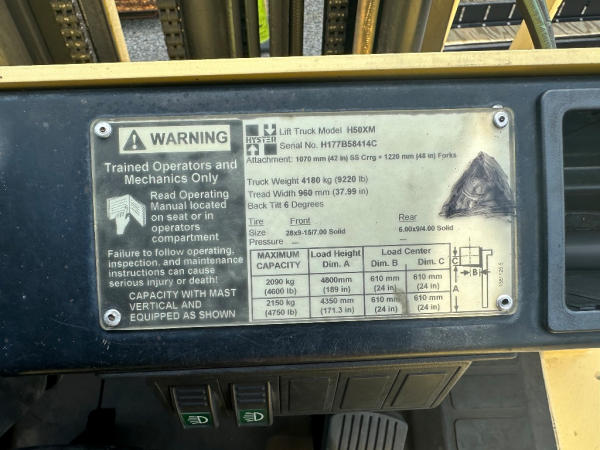 WARNING
Trained Operators and
Mechanics Only
Read Operating
Manual located
on seat or in
operators
compartment
Failure to follow operating,
inspection, and maintenance
instructions can cause
serious injury or death!
CAPACITY WITH MAST
VERTICAL AND
EQUIPPED AS SHOWN
HYSTER
Lift Truck Model H50XM
Serial No. H177B58414C
Attachment: 1070 mm (42 in) SS Crrg = 1220 mm (48 in) Forks
Truck Weight 4180 kg (9220 lb)
Tread Width 960 mm (37.99 in)
Back Tilt 6 Degrees
Tire Front Rear
Size 28x9-15/7.00 Solid 6.00x9/4.00 Solid
Pressure — —
MAXIMUM CAPACITY Load Height Dim. A Load Center Dim. B Dim. C
2090 kg (4600 lb) 4800mm (189 in) 610 mm (24 in) 610 mm (24 in)
2150 kg (4750 lb) 4350 mm (171.3 in) 610 mm (24 in) 610 mm (24 in)
C
B
A